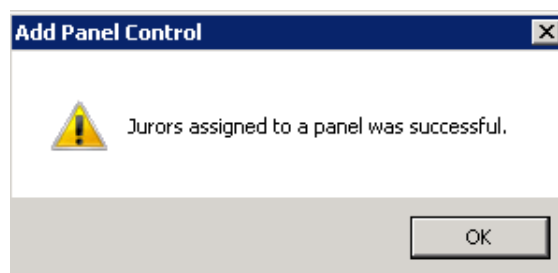 Add Panel Control
Jurors assigned to a panel was successful.
OK